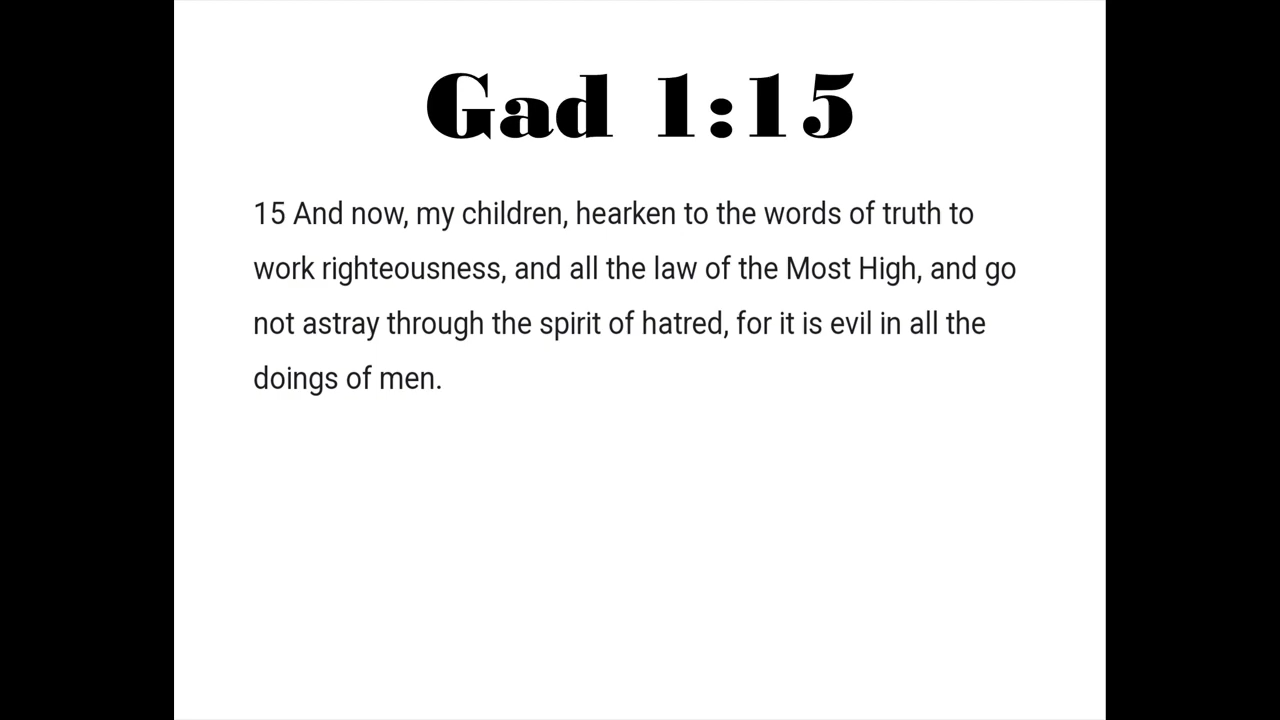 Gad 1:15
15 And now, my children, hearken to the words of truth to
work righteousness, and all the law of the Most High, and go
not astray through the spirit of hatred, for it is evil in all the
doings of men.